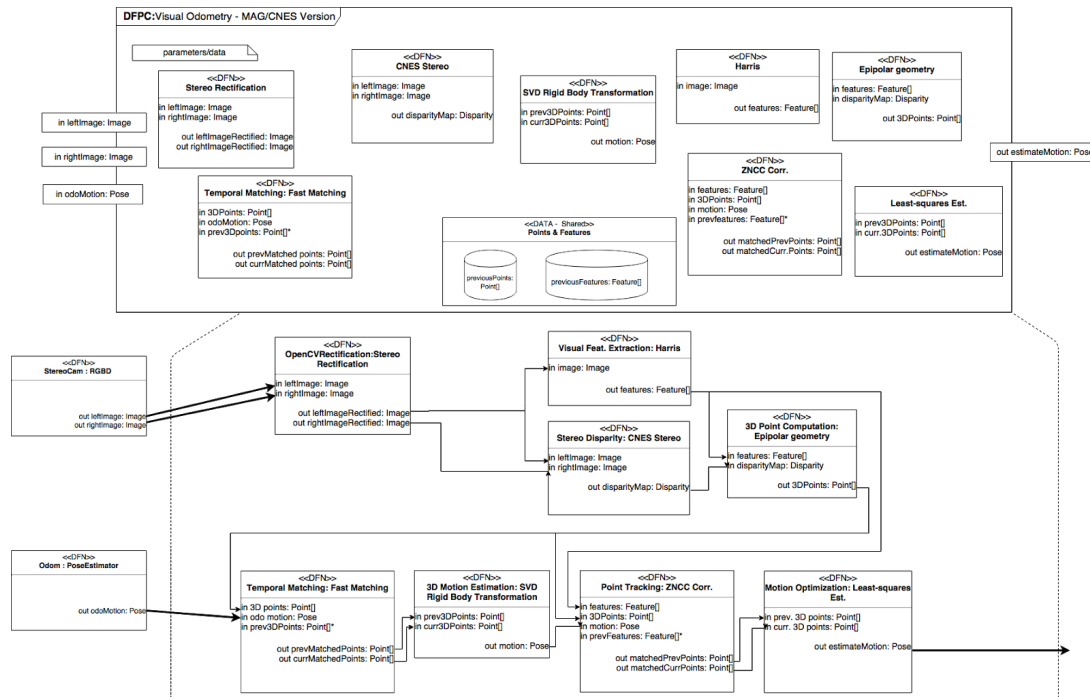 DFPC:Visual Odometry - MAG/CNES Version
parameters/data
in leftImage: Image
in rightImage: Image
in odoMotion: Pose
<<DFN>>
Stereo Rectification
in leftImage: Image
in rightImage: Image
out leftImageRectified: Image
out rightImageRectified: Image
<<DFN>>
CNES Stereo
in leftImage: Image
in rightImage: Image
out disparityMap: Disparity
<<DFN>>
SVD Rigid Body Transformation
in prev3DPoints: Point[]
in curr3DPoints: Point[]
out motion: Pose
<<DFN>>
Harris
in image: Image
out features: Feature[]
<<DFN>>
Epipolar geometry
in features: Feature[]
in disparityMap: Disparity
out 3DPoints: Point[]
out estimateMotion: Pose
<<DFN>>
Temporal Matching: Fast Matching
in 3DPoints: Point[]
in odoMotion: Pose
in prev3Dpoints: Point[]*
out prevMatched points: Point[]
out currMatched points: Point[]
<<DATA - Shared>>
Points & Features
previousPoints:
Point[]
previousFeatures: Feature[]
<<DFN>>
ZNCC Corr.
in features: Feature[]
in 3DPoints: Point[]
in motion: Pose
in prevfeatures: Feature[]*
out matchedPrevPoints: Point[]
out matchedCurr.Points: Point[]
<<DFN>>
Least-squares Est.
in prev3DPoints: Point[]
in curr.3DPoints: Point[]
out estimateMotion: Pose
<<DFN>>
StereoCam : RGBD
out leftImage: Image
out rightImage: Image
<<DFN>>
OpenCVRectification:Stereo
Rectification
in leftImage: Image
in rightImage: Image
out leftImageRectified: Image
out rightImageRectified: Image
<<DFN>>
Visual Feat. Extraction: Harris
in image: Image
out features: Feature[]
<<DFN>>
Stereo Disparity: CNES Stereo
in leftImage: Image
in rightImage: Image
out disparityMap: Disparity
<<DFN>>
3D Point Computation:
Epipolar geometry
in features: Feature[]
in disparityMap: Disparity
out 3DPoints: Point[]
<<DFN>>
Odom : PoseEstimator
out odoMotion: Pose
<<DFN>>
Temporal Matching: Fast Matching
in 3D points: Point[]
in odo motion: Pose
in prev3DPoints: Point[]*
out prevMatchedPoints: Point[]
out currMatchedPoints: Point[]
<<DFN>>
3D Motion Estimation: SVD
Rigid Body Transformation
in prev3DPoints: Point[]
in curr3DPoints: Point[]
out motion: Pose
<<DFN>>
Point Tracking: ZNCC Corr.
in features: Feature[]
in 3DPoints: Point[]
in motion: Pose
in prevFeatures: Feature[]*
out matchedPrevPoints: Point[]
out matchedCurrPoints: Point[]
<<DFN>>
Motion Optimization: Least-squares
Est.
in prev. 3D points: Point[]
in curr. 3D points: Point[]
out estimateMotion: Pose